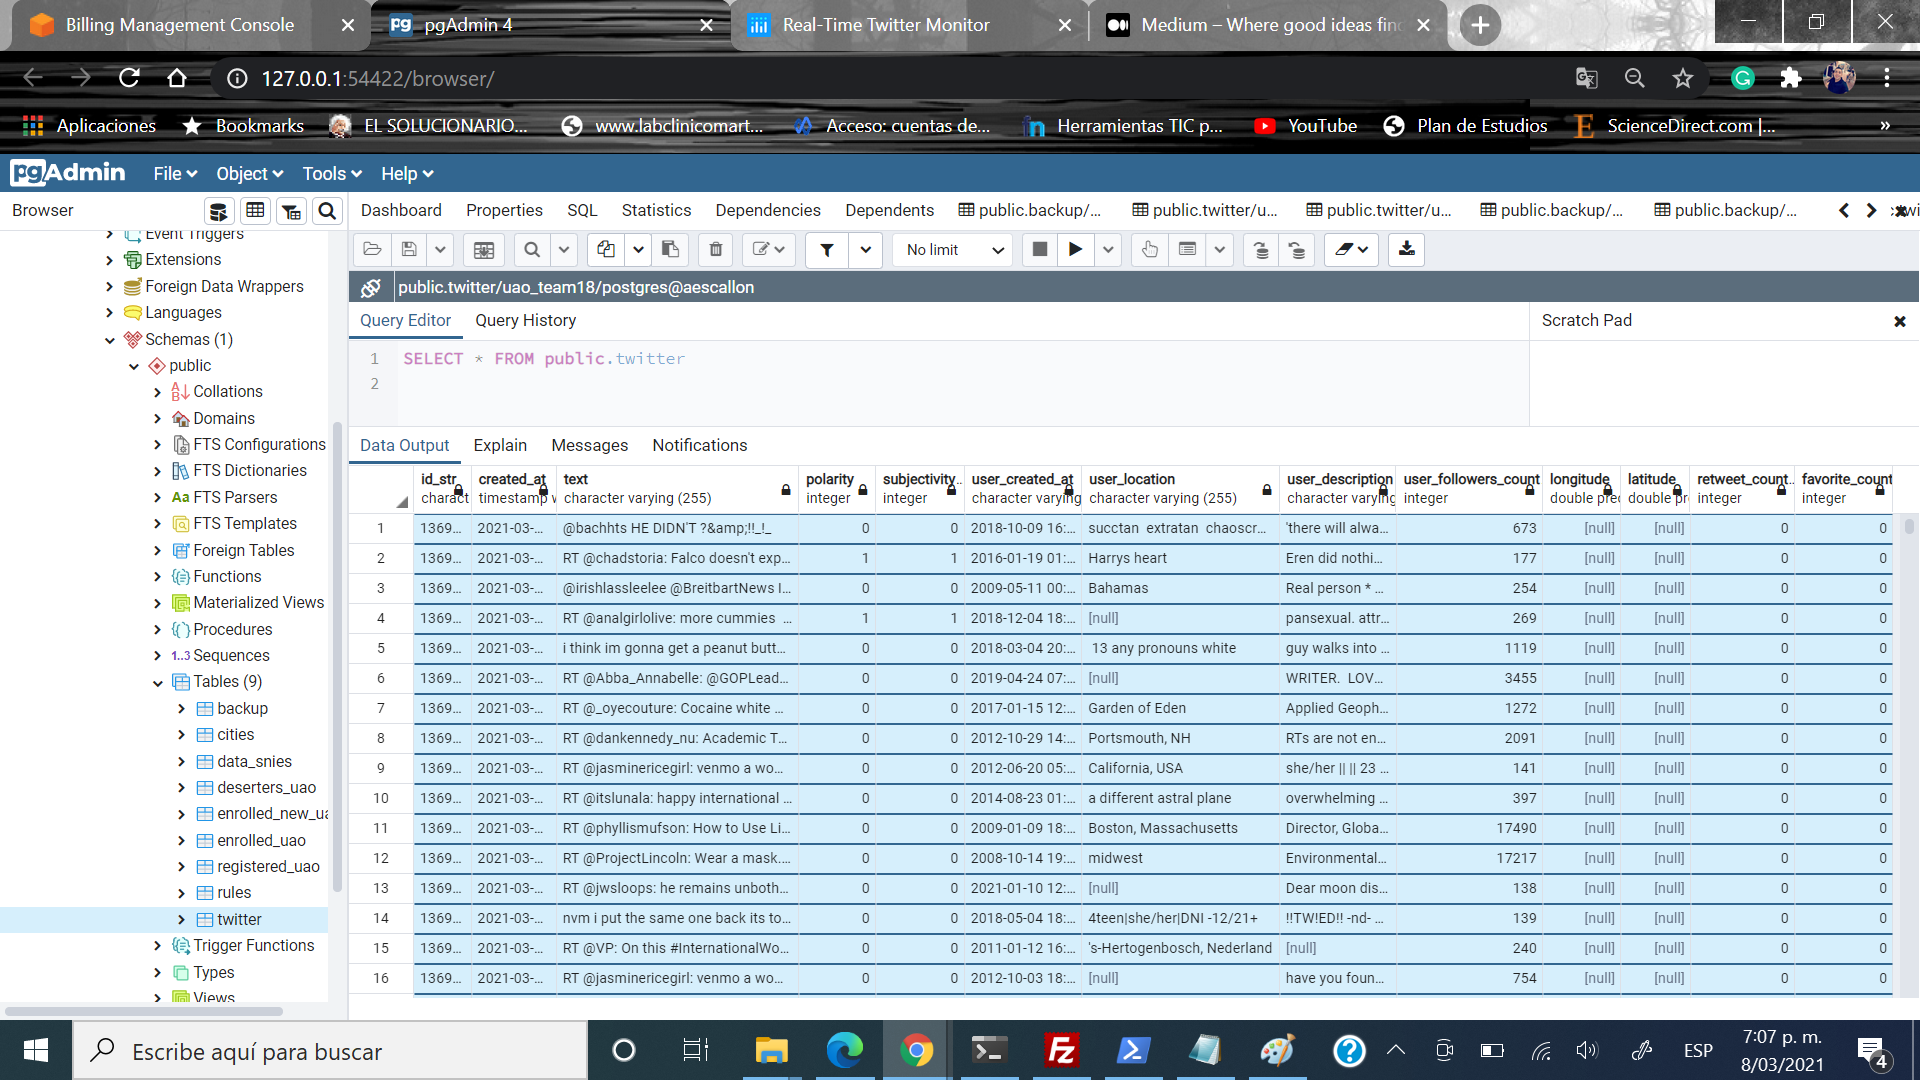 Billing Management Console
pgAdmin 4
Real-Time Twitter Monitor
Medium – Where good ideas fin
127.0.0.1:54422/browser/
Aplicaciones
Bookmarks
EL SOLUCIONARIO...
www.labclinicomart...
Acceso: cuentas de...
Herramientas TIC p...
YouTube
Plan de Estudios
ScienceDirect.com |...
»
pgAdmin
File
Object
Tools
Help
Browser
Dashboard
Properties
SQL
Statistics
Dependencies
Dependents
public.backup/...
public.twitter/u...
public.twitter/u...
public.backup/...
public.backup/...
No limit
public.twitter/uao_team18/postgres@aescallon
Query Editor
Query History
Scratch Pad
1 SELECT * FROM public.twitter
2
Event Triggers
Extensions
Foreign Data Wrappers
Languages
Schemas (1)
public
Collations
Domains
FTS Configurations
FTS Dictionaries
Aa FTS Parsers
FTS Templates
Foreign Tables
Functions
Materialized Views
Procedures
1..3 Sequences
Tables (9)
backup
cities
data_snies
deserters_uao
enrolled_new_ua
enrolled_uao
registered_uao
rules
twitter
Trigger Functions
Types
Views
Data Output
Explain
Messages
Notifications
id_str created_at text polarity subjectivity... user_created_at user_location user_description user_followers_count longitude latitude retweet_count... favorite_count
charact timestamp w character varying (255) integer integer character varying character varying (255) character varying integer double prec double pr integer integer
1 1369... 2021-03-... @bachhts HE DIDN'T ?&amp;!!_!_ 0 0 2018-10-09 16:... succtan extratan chaoscr... 'there will alwa... 673 [null] [null] 0 0
2 1369... 2021-03-... RT @chadstoria: Falco doesn't exp... 1 1 2016-01-19 01:... Harrys heart Eren did nothi... 177 [null] [null] 0 0
3 1369... 2021-03-... @irishlassleelee @BreitbartNews I... 0 0 2009-05-11 00:... Bahamas Real person * ... 254 [null] [null] 0 0
4 1369... 2021-03-... RT @analgirlolive: more cummies ... 1 1 2018-12-04 18:... [null] pansexual. attr... 269 [null] [null] 0 0
5 1369... 2021-03-... i think im gonna get a peanut butt... 0 0 2018-03-04 20:... 13 any pronouns white guy walks into ... 1119 [null] [null] 0 0
6 1369... 2021-03-... RT @Abba_Annabelle: @GOPLead... 0 0 2019-04-24 07:... [null] WRITER. LOV... 3455 [null] [null] 0 0
7 1369... 2021-03-... RT @_oyecouture: Cocaine white ... 0 0 2017-01-15 12:... Garden of Eden Applied Geoph... 1272 [null] [null] 0 0
8 1369... 2021-03-... RT @dankennedy_nu: Academic T... 0 0 2012-10-29 14:... Portsmouth, NH RTs are not en... 2091 [null] [null] 0 0
9 1369... 2021-03-... RT @jasminericegirl: venmo a wo... 0 0 2012-06-20 05:... California, USA she/her || || 23 ... 141 [null] [null] 0 0
10 1369... 2021-03-... RT @itslunala: happy international ... 0 0 2014-08-23 01:... a different astral plane overwhelming ... 397 [null] [null] 0 0
11 1369... 2021-03-... RT @phyllismufson: How to Use Li... 0 0 2009-01-09 18:... Boston, Massachusetts Director, Globa... 17490 [null] [null] 0 0
12 1369... 2021-03-... RT @ProjectLincoln: Wear a mask.... 0 0 2008-10-14 19:... midwest Environmental... 17217 [null] [null] 0 0
13 1369... 2021-03-... RT @jwsloops: he remains unboth... 0 0 2021-01-10 12:... [null] Dear moon dis... 138 [null] [null] 0 0
14 1369... 2021-03-... nvm i put the same one back its to... 0 0 2018-05-04 18:... 4teen|she/her|DNI -12/21+ !!TW!ED!! -nd- ... 139 [null] [null] 0 0
15 1369... 2021-03-... RT @VP: On this #InternationalWo... 0 0 2011-01-12 16:... 's-Hertogenbosch, Nederland [null] 240 [null] [null] 0 0
16 1369... 2021-03-... RT @jasminericegirl: venmo a wo... 0 0 2012-10-03 18:... [null] have you foun... 754 [null] [null] 0 0
Escribe aquí para buscar
ESP
7:07 p. m.
8/03/2021
4